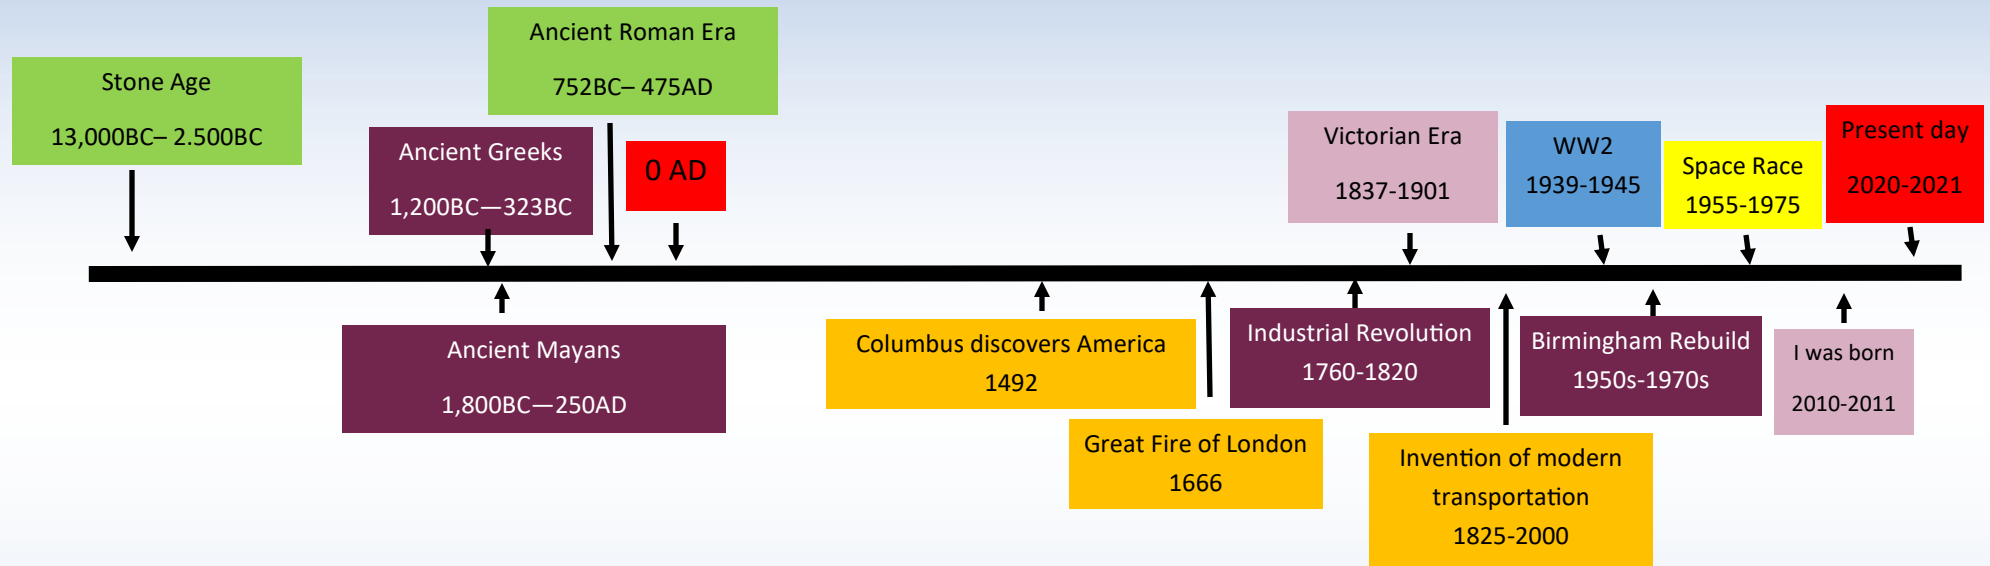 Stone Age
13,000BC– 2.500BC
Ancient Greeks
1,200BC—323BC
Ancient Roman Era
752BC– 475AD
0 AD
Victorian Era
1837-1901
WW2
1939-1945
Space Race
1955-1975
Present day
2020-2021
Ancient Mayans
1,800BC—250AD
Columbus discovers America
1492
Great Fire of London
1666
Industrial Revolution
1760-1820
Invention of modern
transportation
1825-2000
Birmingham Rebuild
1950s-1970s
I was born
2010-2011